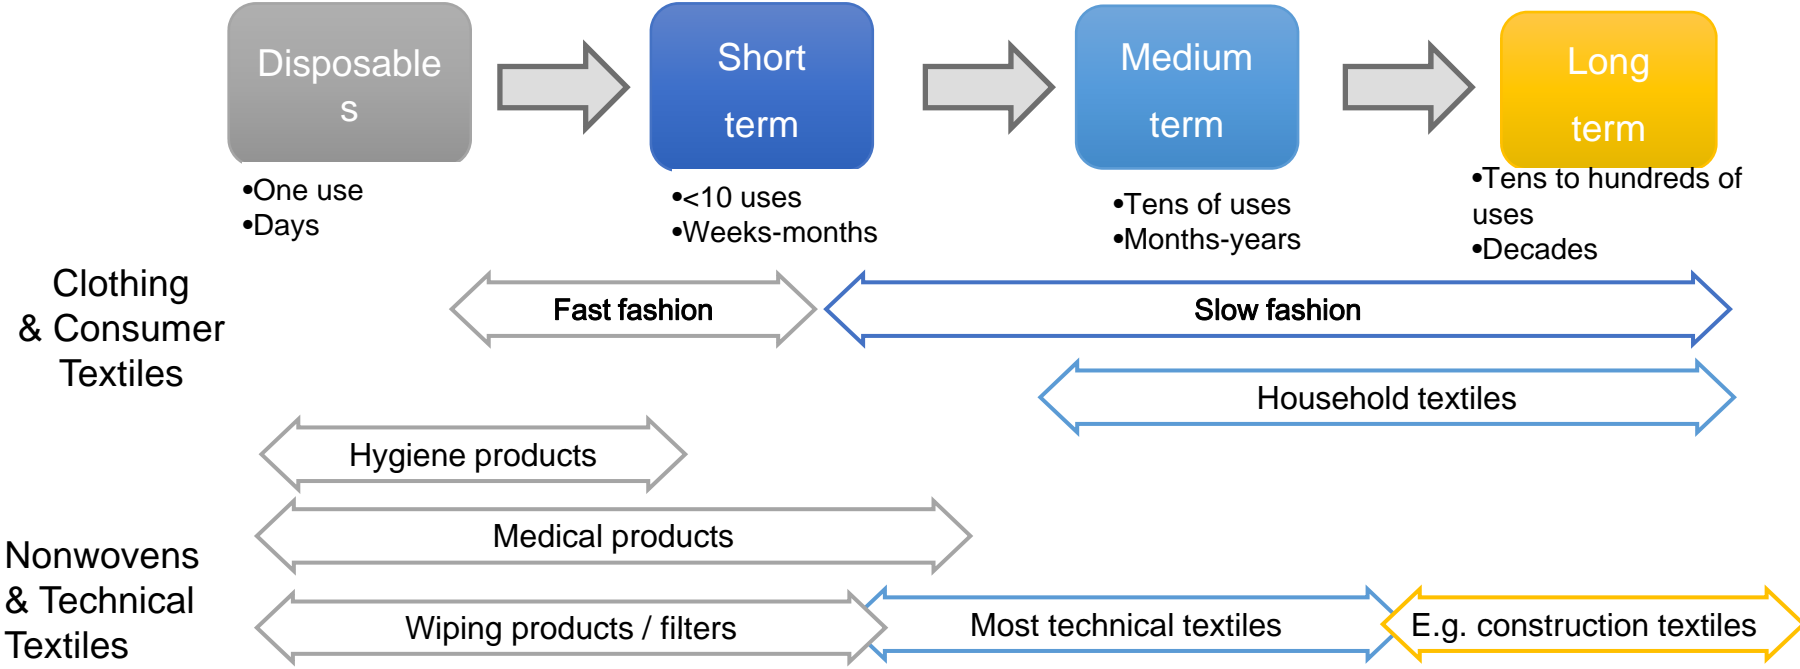 Disposable
s
Short
term
Medium
term
Long
term
•One use
•Days
•<10 uses
•Weeks-months
•Tens of uses
•Months-years
•Tens to hundreds of
uses
•Decades
Clothing
& Consumer
Textiles
Fast fashion
Slow fashion
Household textiles
Hygiene products
Medical products
Nonwovens
& Technical
Textiles
Wiping products / filters
Most technical textiles
E.g. construction textiles